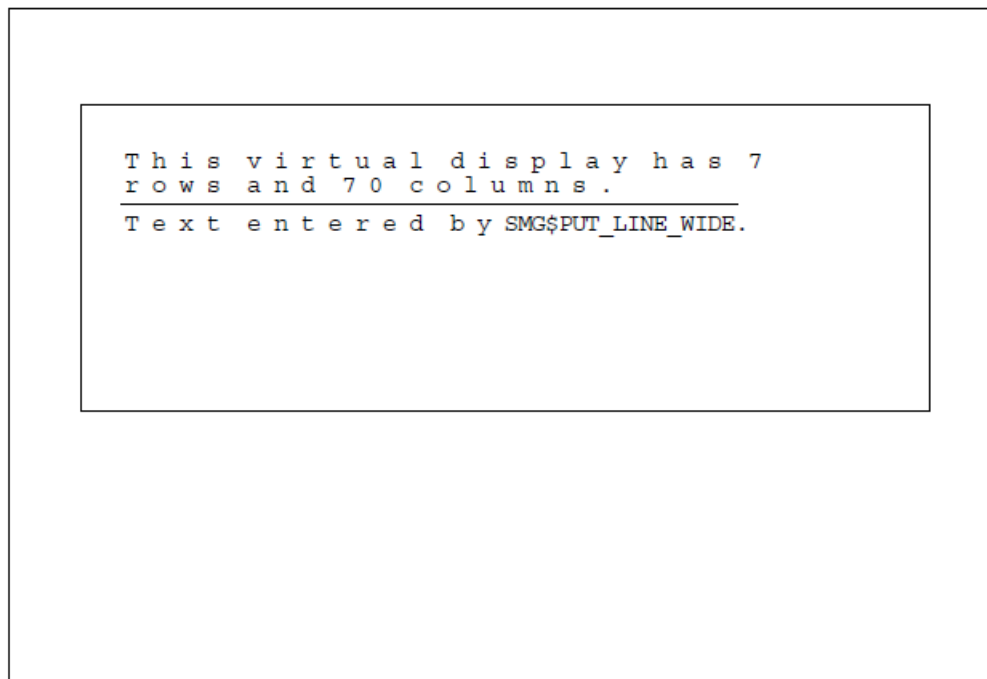 This virtual display has 7
rows and 70 columns.
Text entered by SMG$PUT_LINE_WIDE.